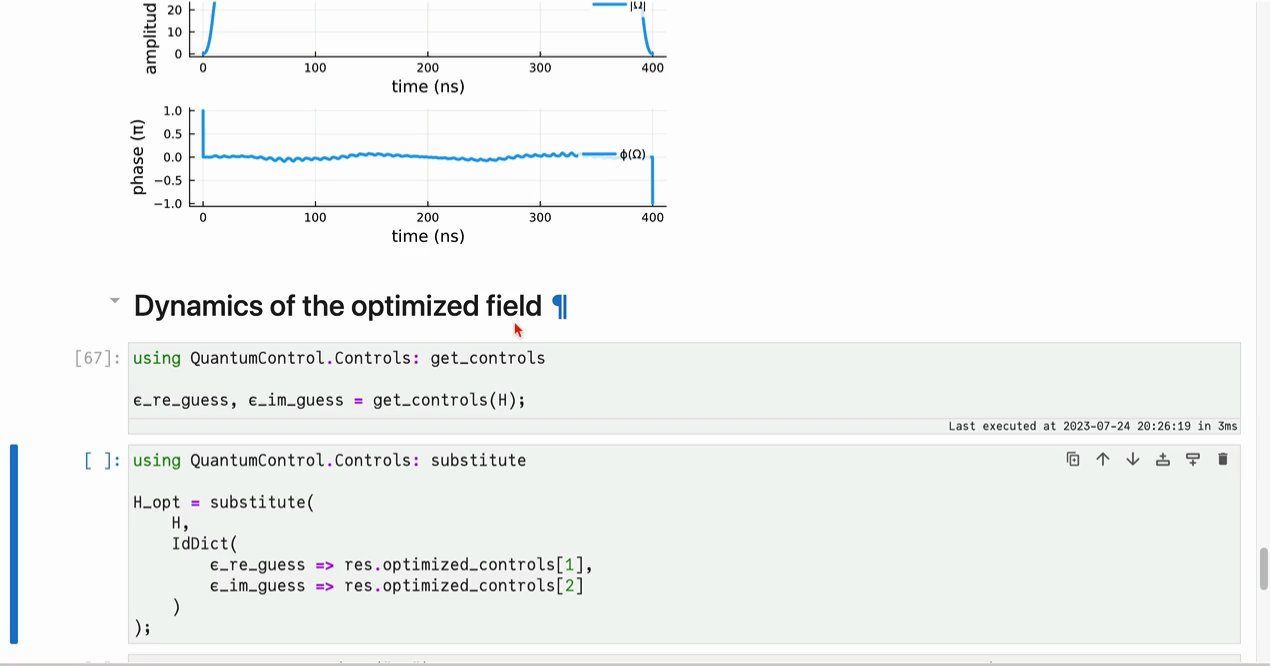 20
|Ω|
10
0
amplitud
0 100 200 300 400
time (ns)
1.0
0.5
0.0
−0.5
−1.0
phase (π)
ϕ(Ω)
0 100 200 300 400
time (ns)
Dynamics of the optimized field ¶
[67]: using QuantumControl.Controls: get_controls
ϵ_re_guess, ϵ_im_guess = get_controls(H);
Last executed at 2023-07-24 20:26:19 in 3ms
[ ]: using QuantumControl.Controls: substitute
H_opt = substitute(
H,
IdDict(
ϵ_re_guess => res.optimized_controls[1],
ϵ_im_guess => res.optimized_controls[2]
)
);